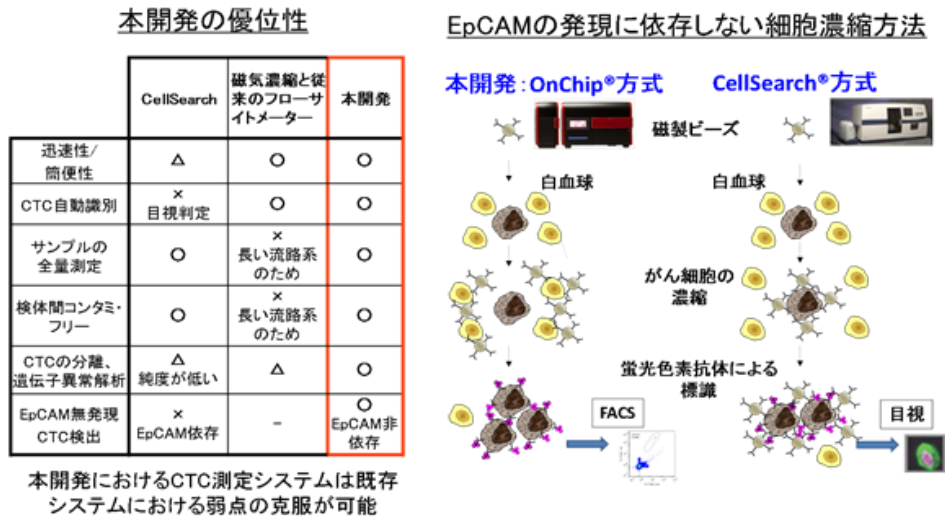 本開発の優位性
CellSearch
磁気濃縮と従
来のフローサ
イトメーター
本開発
迅速性/
簡便性
△
○
○
CTC自動識別
×
目視判定
○
○
サンプルの
全量測定
○
×
長い流路系
のため
○
検体間コンタミ・
フリー
○
×
長い流路系
のため
○
CTCの分離、
遺伝子異常解析
△
純度が低い
△
○
EpCAM無発現
CTC検出
×
EpCAM依存
-
○
EpCAM非
依存
本開発におけるCTC測定システムは既存
システムにおける弱点の克服が可能
EpCAMの発現に依存しない細胞濃縮方法
本開発:OnChip®方式
CellSearch®方式
磁製ビーズ
白血球
白血球
がん細胞の
濃縮
蛍光色素抗体による
標識
FACS
目視